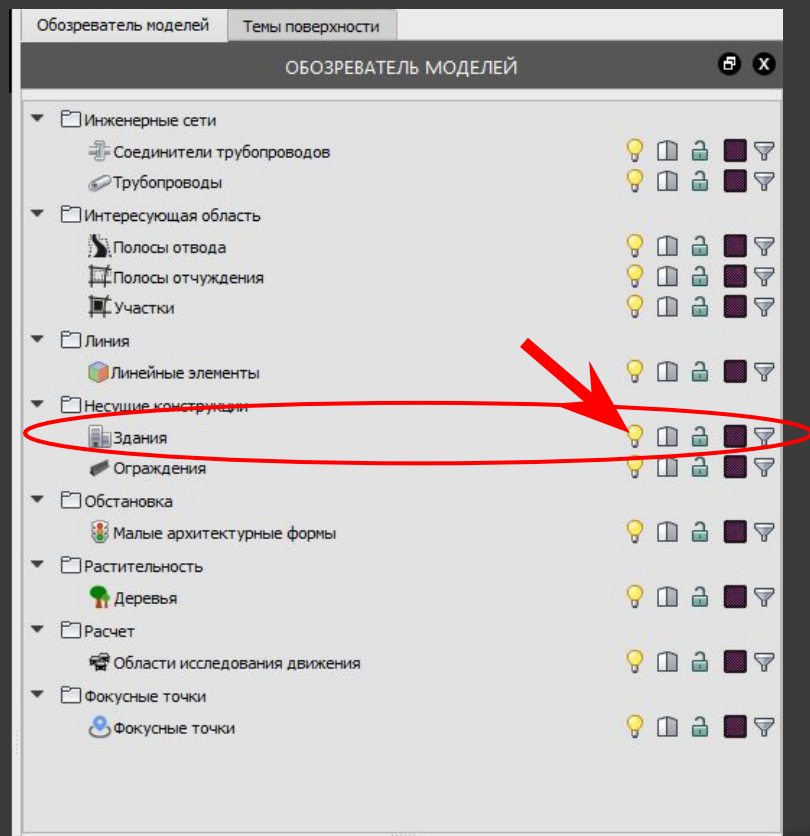 Обозреватель моделей
Темы поверхности
ОБОЗРЕВАТЕЛЬ МОДЕЛЕЙ
Инженерные сети
Соединители трубопроводов
Трубопроводы
Интересующая область
Полосы отвода
Полосы отчуждения
Участки
Линия
Линейные элементы
Несущие конструкции
Здания
Ограждения
Обстановка
Малые архитектурные формы
Растительность
Деревья
Расчет
Области исследования движения
Фокусные точки
Фокусные точки